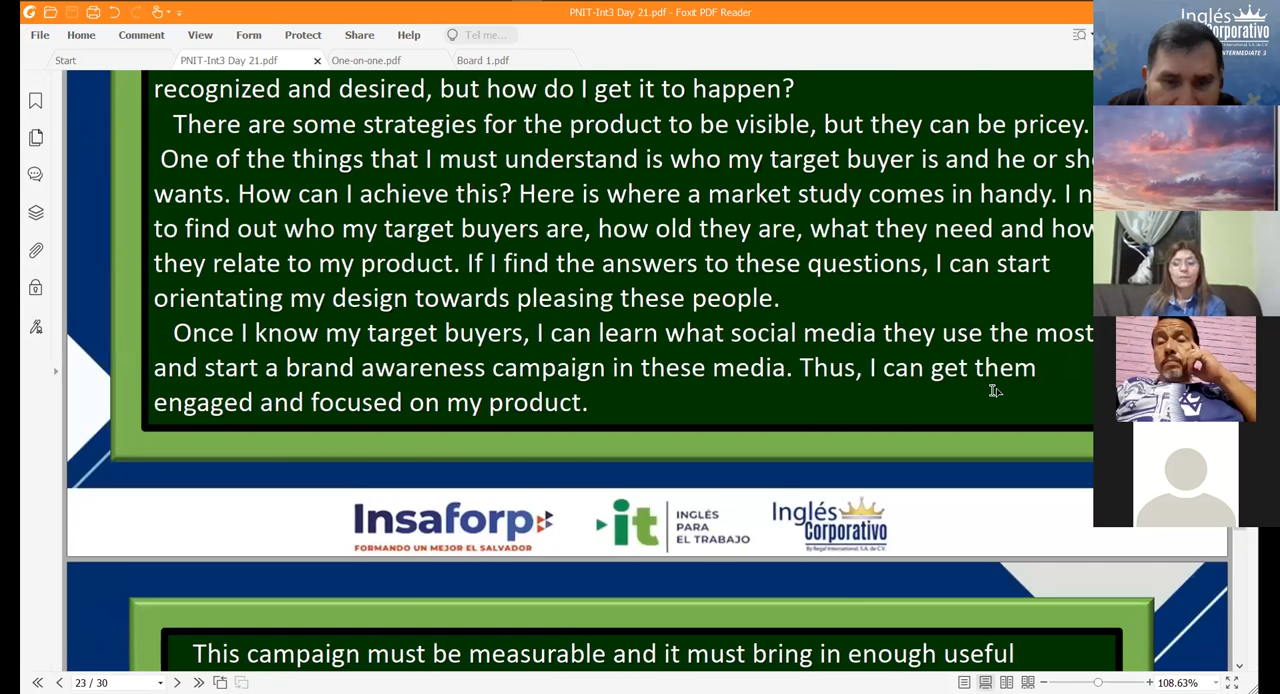 PNIT-Int3 Day 21.pdf - Foxit PDF Reader
File Home Comment View Form Protect Share Help Tell me...
Start PNIT-Int3 Day 21.pdf One-on-one.pdf Board 1.pdf
Inglés
Corporativo
INTERMEDIATE 3
recognized and desired, but how do I get it to happen?
There are some strategies for the product to be visible, but they can be pricey.
One of the things that I must understand is who my target buyer is and he or sh
wants. How can I achieve this? Here is where a market study comes in handy. I n
to find out who my target buyers are, how old they are, what they need and how
they relate to my product. If I find the answers to these questions, I can start
orientating my design towards pleasing these people.
Once I know my target buyers, I can learn what social media they use the most
and start a brand awareness campaign in these media. Thus, I can get them
engaged and focused on my product.
Insaforp
FORMANDO UN MEJOR EL SALVADOR
it
INGLÉS
PARA
EL TRABAJO
Inglés
Corporativo
By Regal International, S.A. de C.V.
This campaign must be measurable and it must bring in enough useful
23 / 30
108.63%